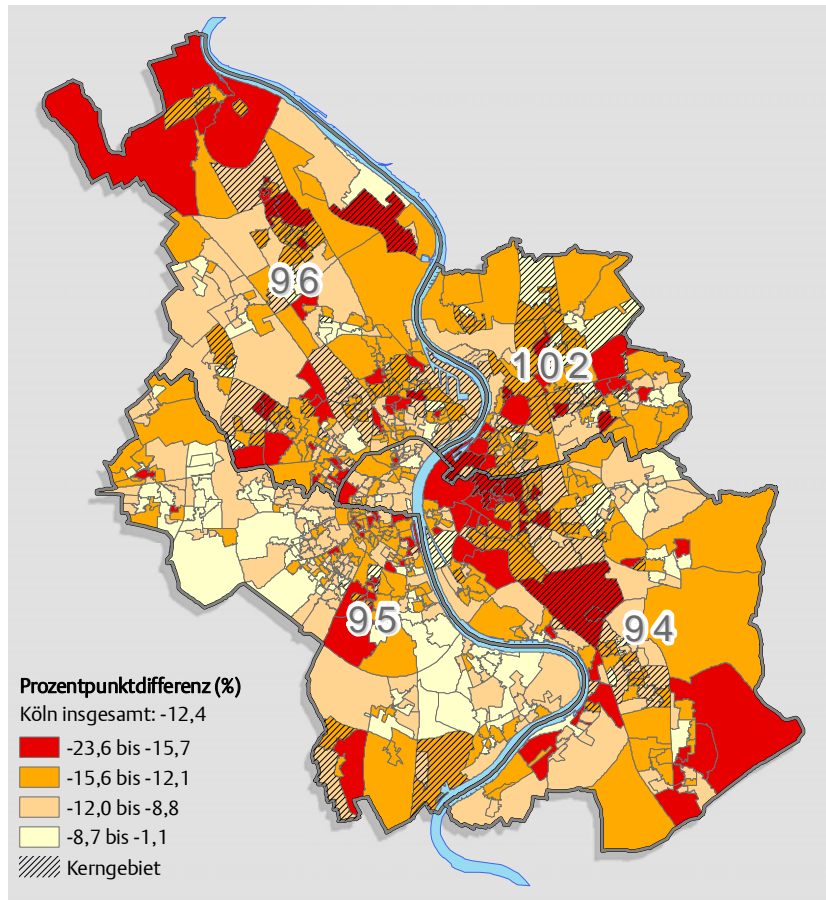 96
102
95
94
Prozentpunktdifferenz (%)
Köln insgesamt: -12,4
-23,6 bis -15,7
-15,6 bis -12,1
-12,0 bis -8,8
-8,7 bis -1,1
Kerngebiet